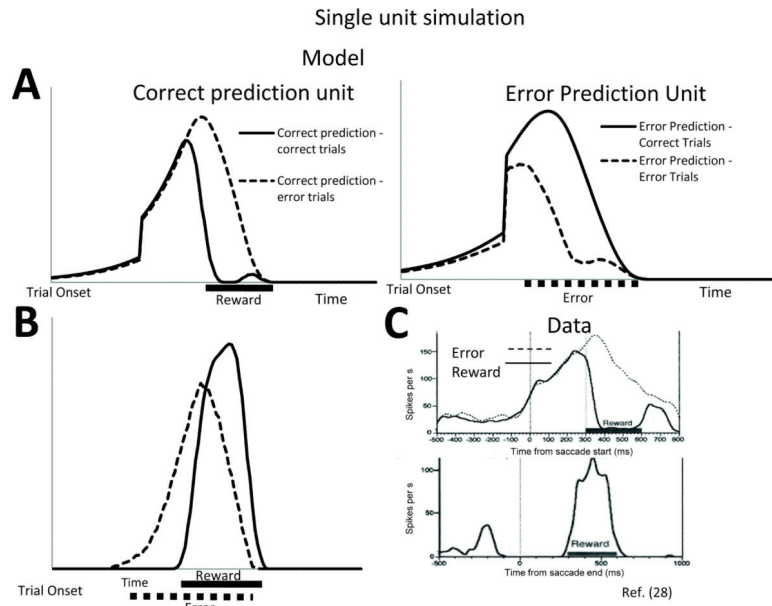 Single unit simulation
Model
A
Correct prediction unit
Correct prediction -
correct trials
Correct prediction -
error trials
Trial Onset
Reward
Time
Error Prediction Unit
Error Prediction -
Correct Trials
Error Prediction -
Error Trials
Trial Onset
Error
Time
B
Trial Onset
Time
Reward
Error
C
Data
Error
Reward
Spikes per s
150
100
50
0
Reward
-500 -400 -300 -200 -100 0 100 200 300 400 500 600 700 800
Time from saccade start (ms)
Spikes per s
100
50
0
Reward
-500 0 500 1000
Time from saccade end (ms)
Ref. (28)